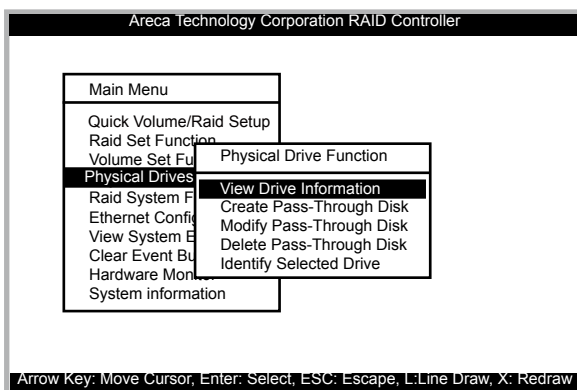 Areca Technology Corporation RAID Controller
Main Menu
Quick Volume/Raid Setup
Raid Set Function
Volume Set Fu
Physical Drives
Raid System F
Ethernet Config
View System E
Clear Event Bu
Hardware Monitor
System information
Physical Drive Function
View Drive Information
Create Pass-Through Disk
Modify Pass-Through Disk
Delete Pass-Through Disk
Identify Selected Drive
Arrow Key: Move Cursor, Enter: Select, ESC: Escape, L:Line Draw, X: Redraw